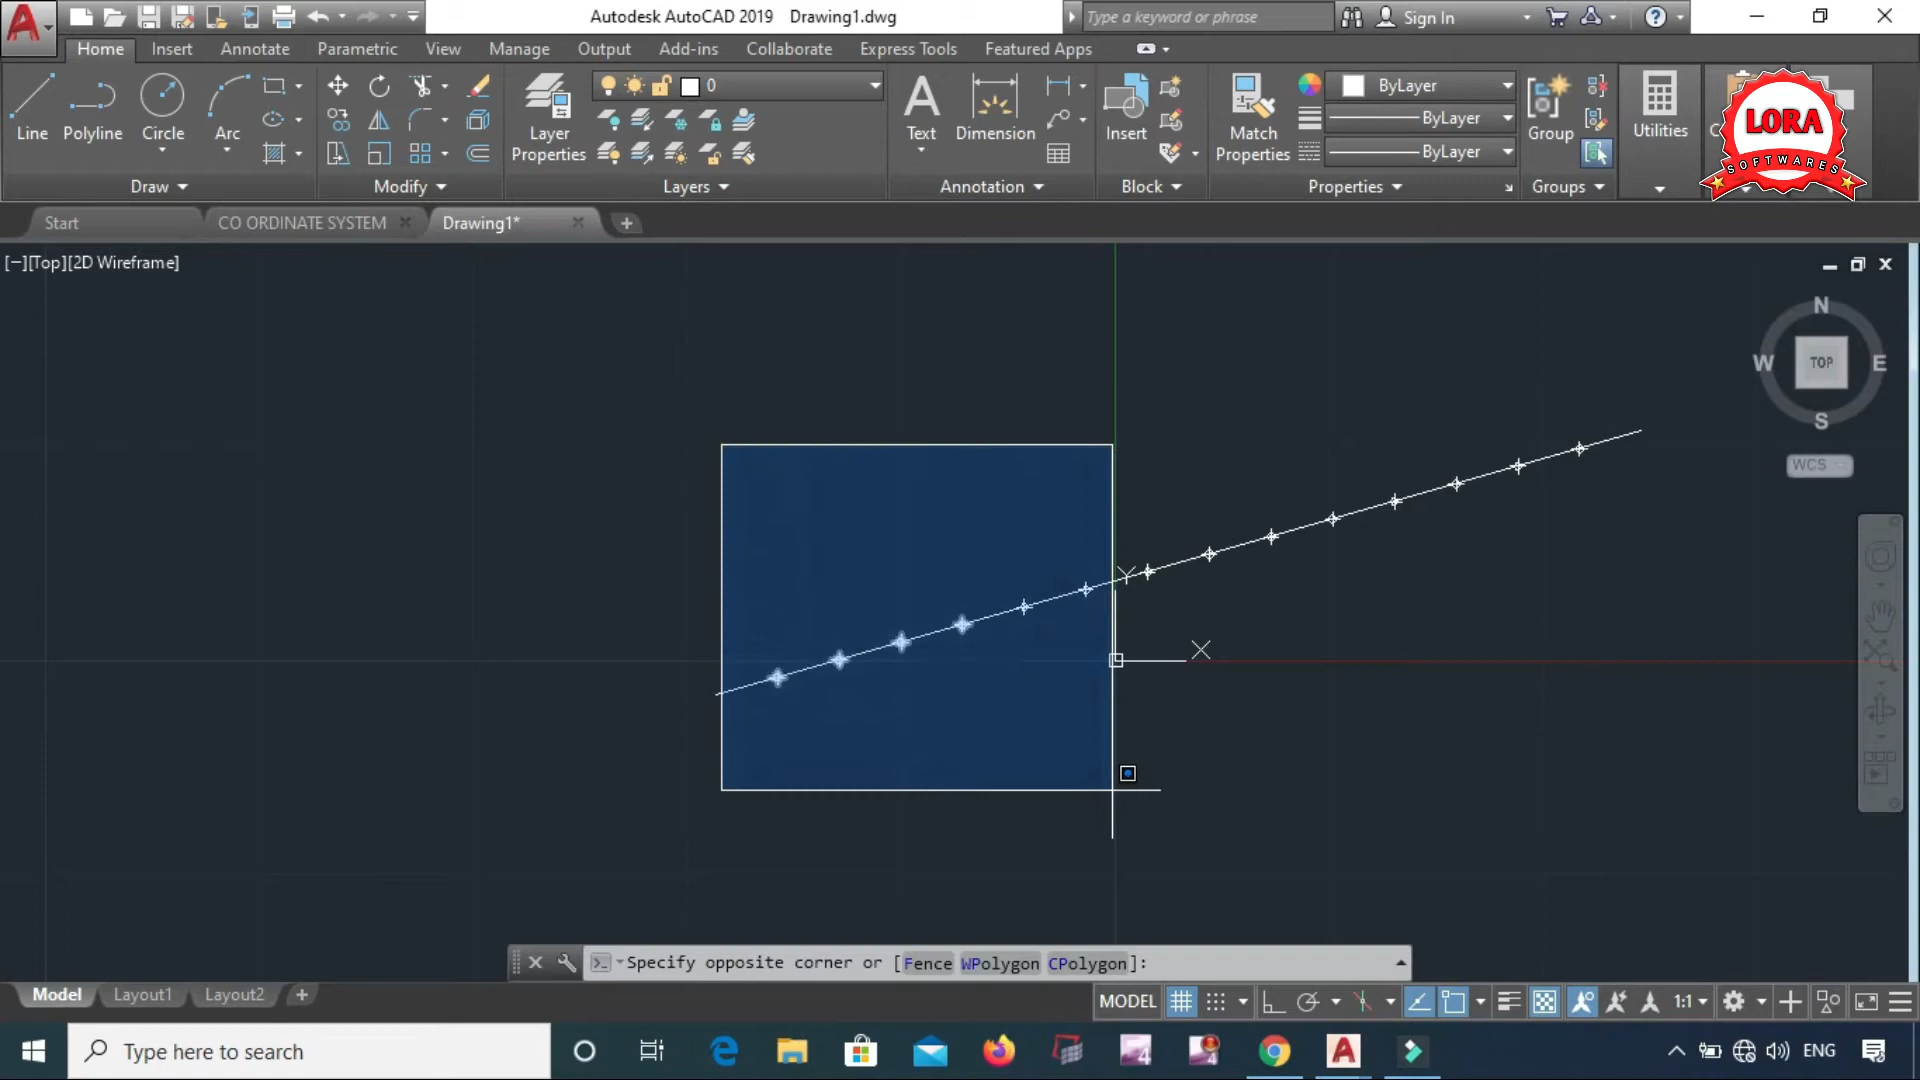 Autodesk AutoCAD 2019 Drawing1.dwg
Type a keyword or phrase
Sign In
Home Insert Annotate Parametric View Manage Output Add-ins Collaborate Express Tools Featured Apps
0
ByLayer
ByLayer
ByLayer
Line Polyline Circle Arc
Layer Properties
Text Dimension
Insert
Match Properties
Group
Utilities
LORA
SOFTWARES
Draw Modify Layers Annotation Block Properties Groups
Start CO ORDINATE SYSTEM Drawing1*
[−][Top][2D Wireframe]
N
W TOP E
S
WCS
Specify opposite corner or [Fence WPolygon CPolygon]:
Model Layout1 Layout2
MODEL 1:1
Type here to search
ENG